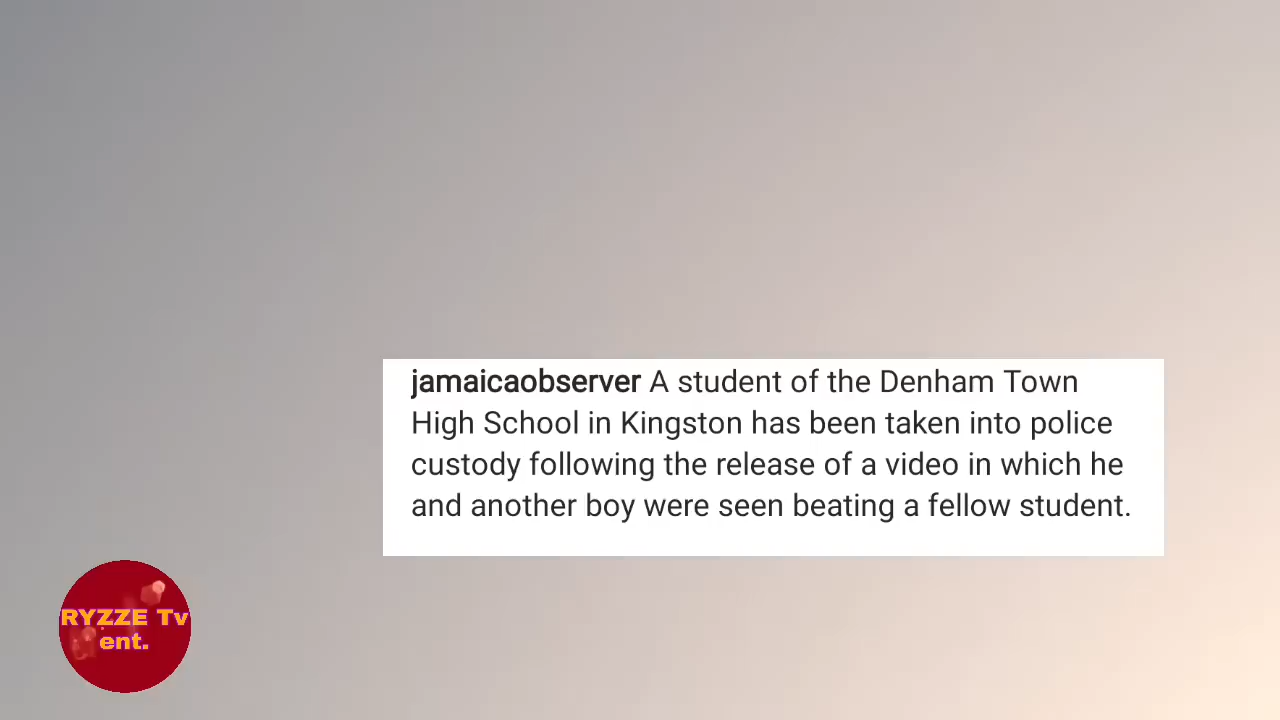 jamaicaobserver A student of the Denham Town
High School in Kingston has been taken into police
custody following the release of a video in which he
and another boy were seen beating a fellow student.
RYZZE Tv
ent.